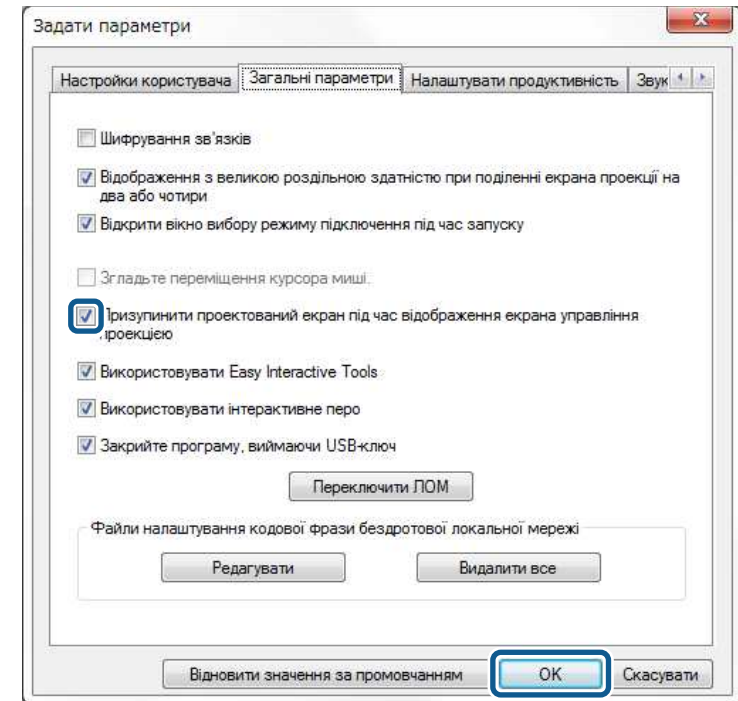 Задати параметри
Настройки користувача Загальні параметри Налаштувати продуктивність Звук
Шифрування зв'язків
Відображення з великою роздільною здатністю при поділенні екрана проекції на
два або чотири
Відкрити вікно вибору режиму підключення під час запуску
Згладьте переміщення курсора миші.
Призупинити проектований екран під час відображення екрана управління
проекцією
Використовувати Easy Interactive Tools
Використовувати інтерактивне перо
Закрийте програму, виймаючи USB-ключ
Переключити ЛОМ
Файли налаштування кодової фрази бездротової локальної мережі
Редагувати Видалити все
Відновити значення за промовчанням OK Скасувати